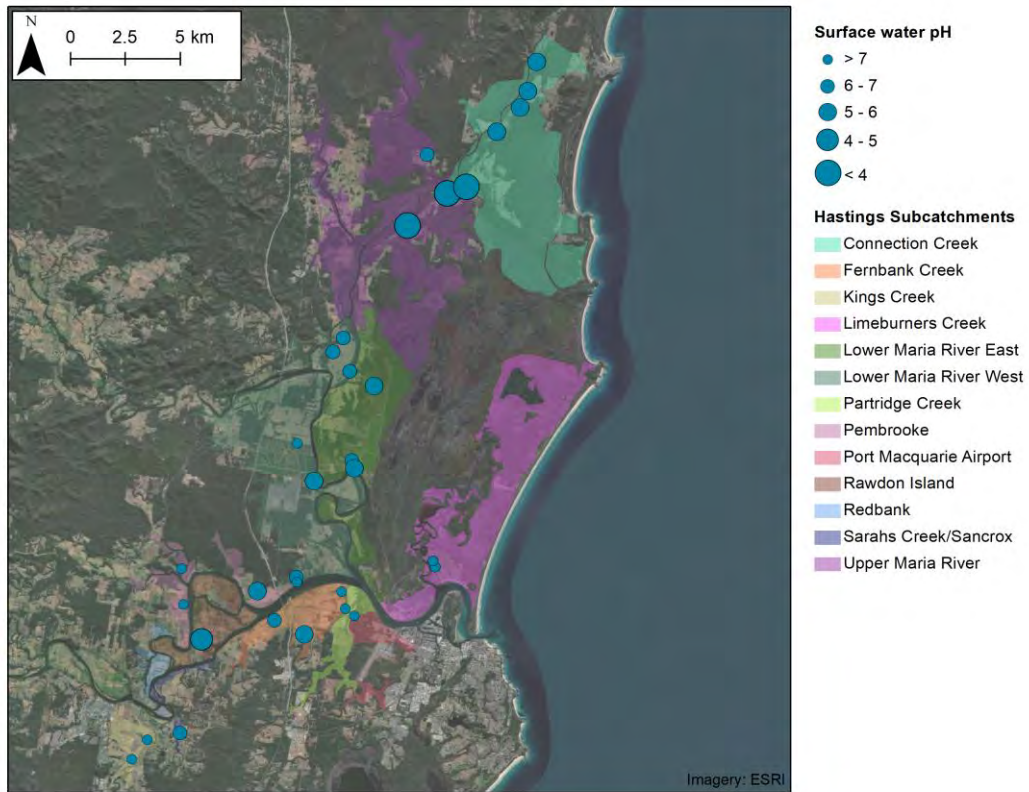 N
0 2.5 5 km
Imagery: ESRI
Surface water pH
> 7
6 - 7
5 - 6
4 - 5
< 4
Hastings Subcatchments
Connection Creek
Fernbank Creek
Kings Creek
Limeburners Creek
Lower Maria River East
Lower Maria River West
Partridge Creek
Pembrooke
Port Macquarie Airport
Rawdon Island
Redbank
Sarahs Creek/Sancrox
Upper Maria River